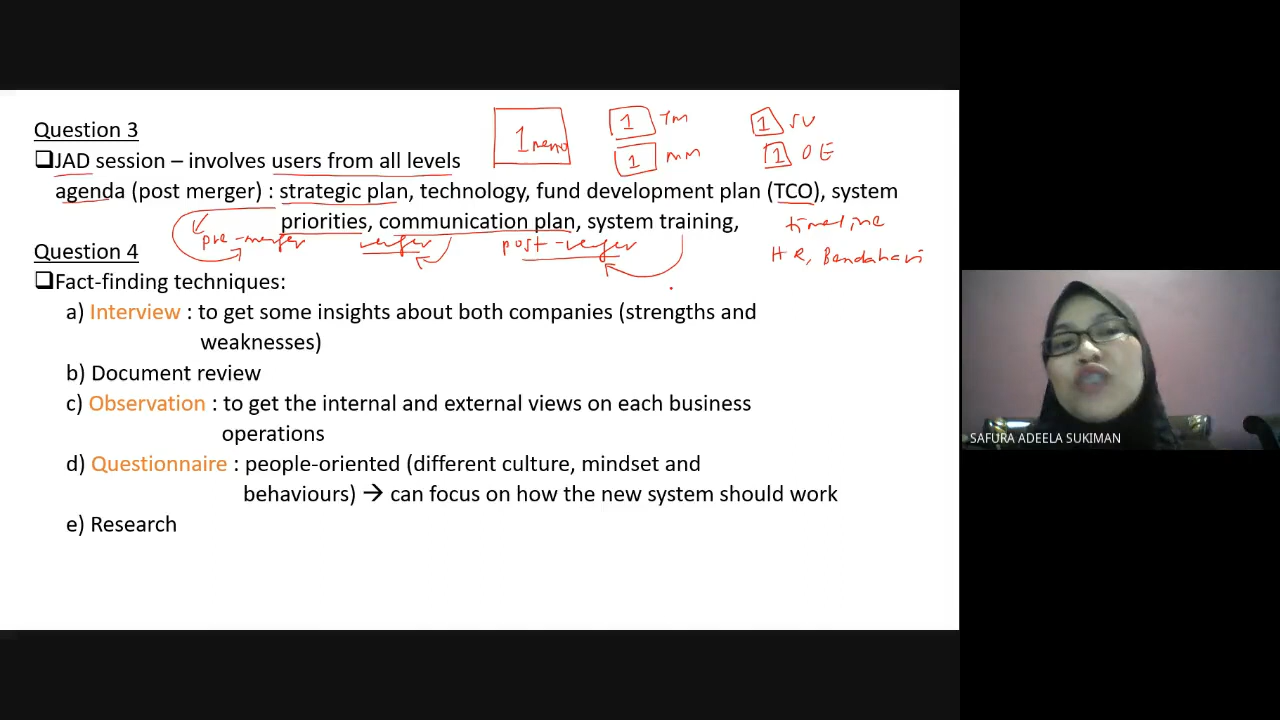 Question 3
1 memo
1 TM
1 SU
❑JAD session – involves users from all levels
1 MM
1 OE
agenda (post merger) : strategic plan, technology, fund development plan (TCO), system
priorities, communication plan, system training,
timeline
pre-merger
merger
post-merger
HR, Bendahari
Question 4
❑Fact-finding techniques:
a) Interview : to get some insights about both companies (strengths and
weaknesses)
b) Document review
c) Observation : to get the internal and external views on each business
operations
d) Questionnaire : people-oriented (different culture, mindset and
behaviours) → can focus on how the new system should work
e) Research
SAFURA ADEELA SUKIMAN